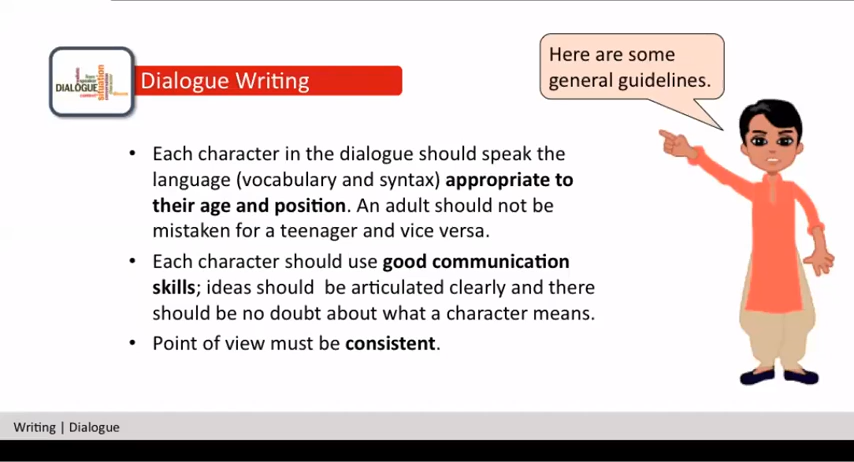 Here are some
general guidelines.
DIALOGUE
situation
Dialogue Writing
• Each character in the dialogue should speak the
language (vocabulary and syntax) appropriate to
their age and position. An adult should not be
mistaken for a teenager and vice versa.
• Each character should use good communication
skills; ideas should  be articulated clearly and there
should be no doubt about what a character means.
• Point of view must be consistent.
Writing | Dialogue